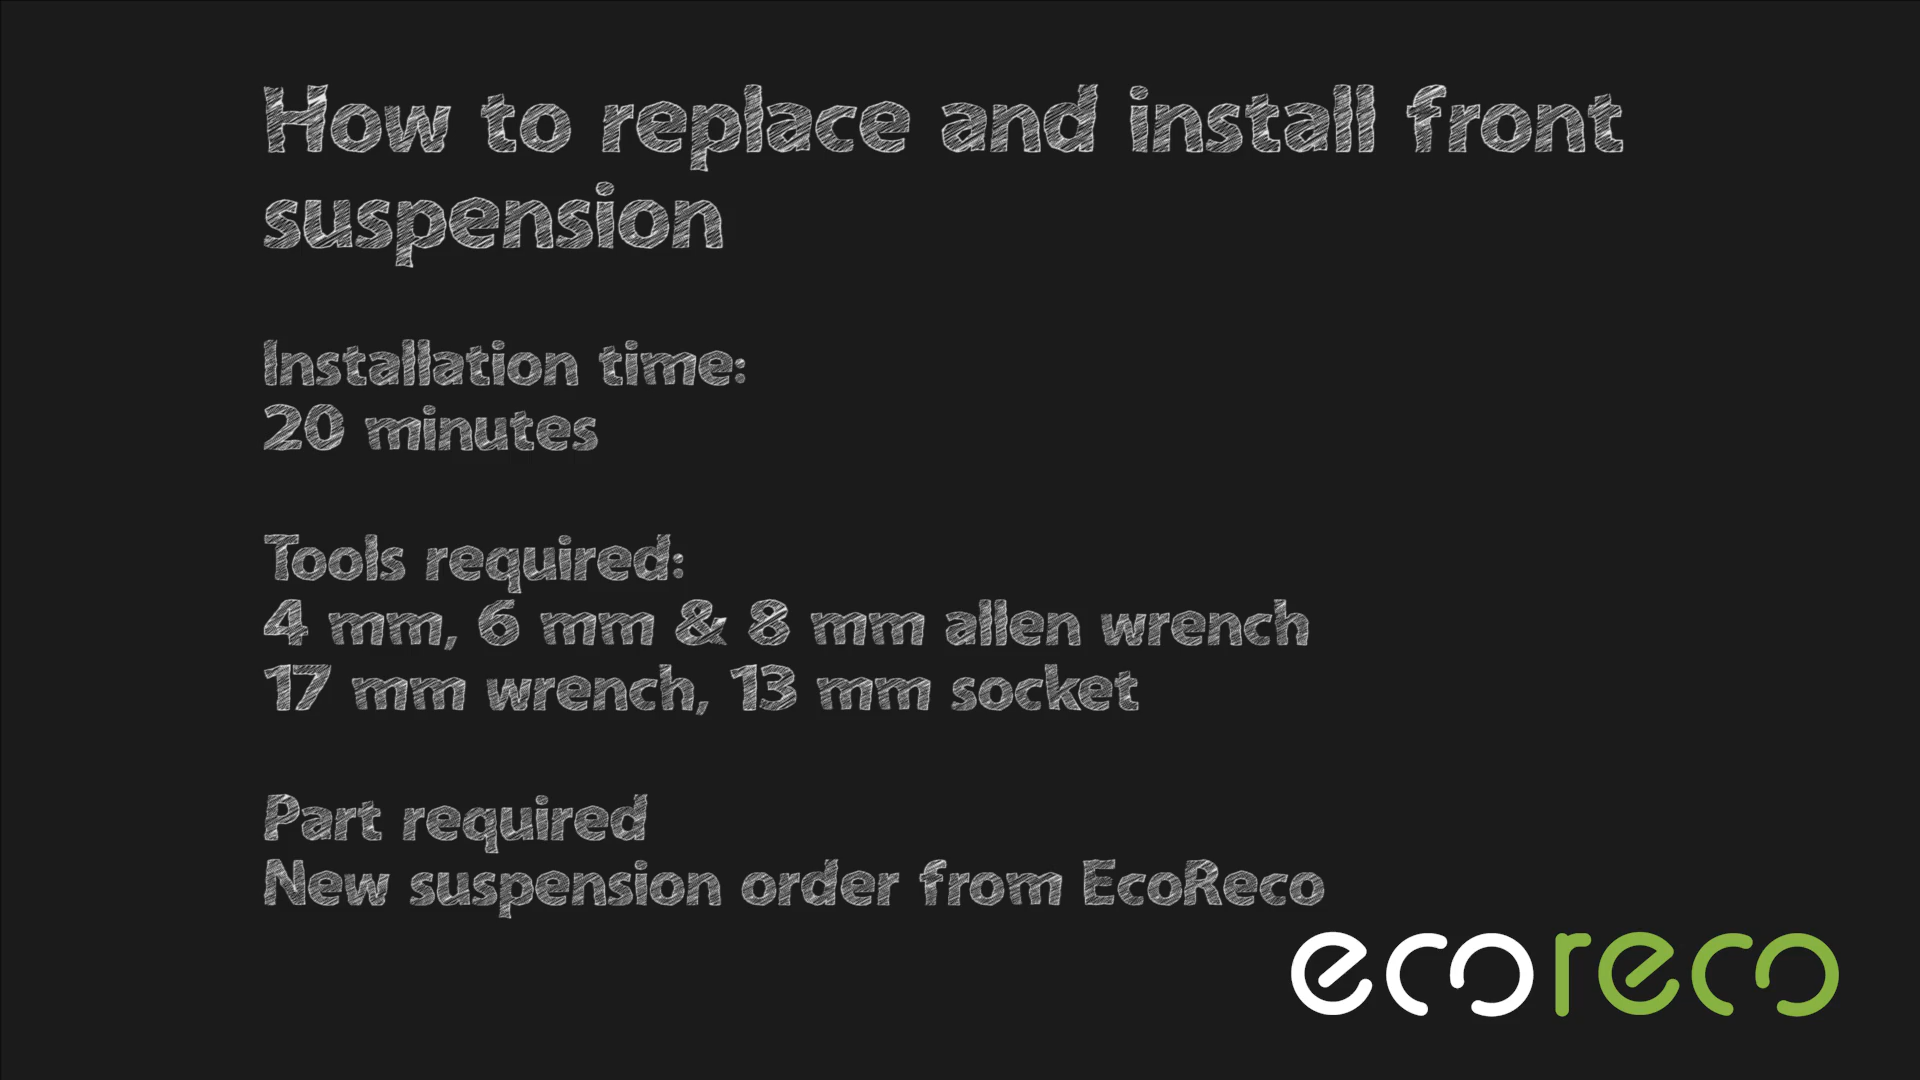 How to replace and install front
suspension
Installation time:
20 minutes
Tools required:
4 mm, 6 mm & 8 mm allen wrench
17 mm wrench, 13 mm socket
Part required
New suspension order from EcoReco
ecoreco